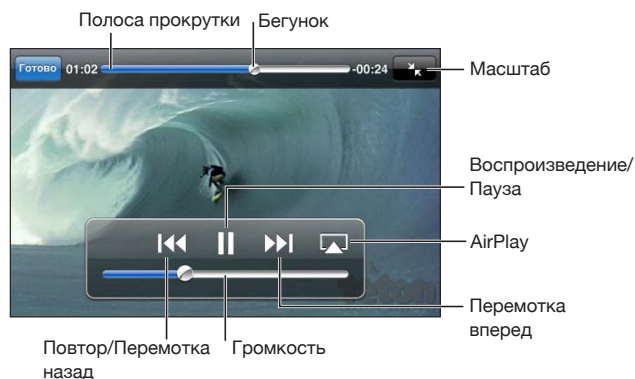 Полоса прокрутки
Бегунок
Готово
01:02
-00:24
Масштаб
Воспроизведение/
Пауза
AirPlay
Перемотка
вперед
Повтор/Перемотка
назад
Громкость